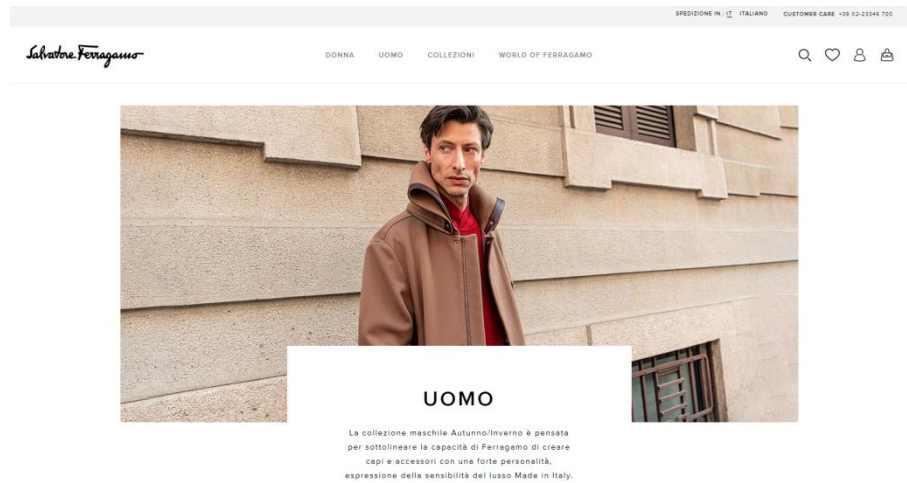 SPEDIZIONE IN : IT ITALIANO CUSTOMER CARE +39 02-23345 700
Salvatore Ferragamo
DONNA UOMO COLLEZIONI WORLD OF FERRAGAMO
UOMO
La collezione maschile Autunno/Inverno è pensata
per sottolineare la capacità di Ferragamo di creare
capi e accessori con una forte personalità,
espressione della sensibilità del lusso Made in Italy.